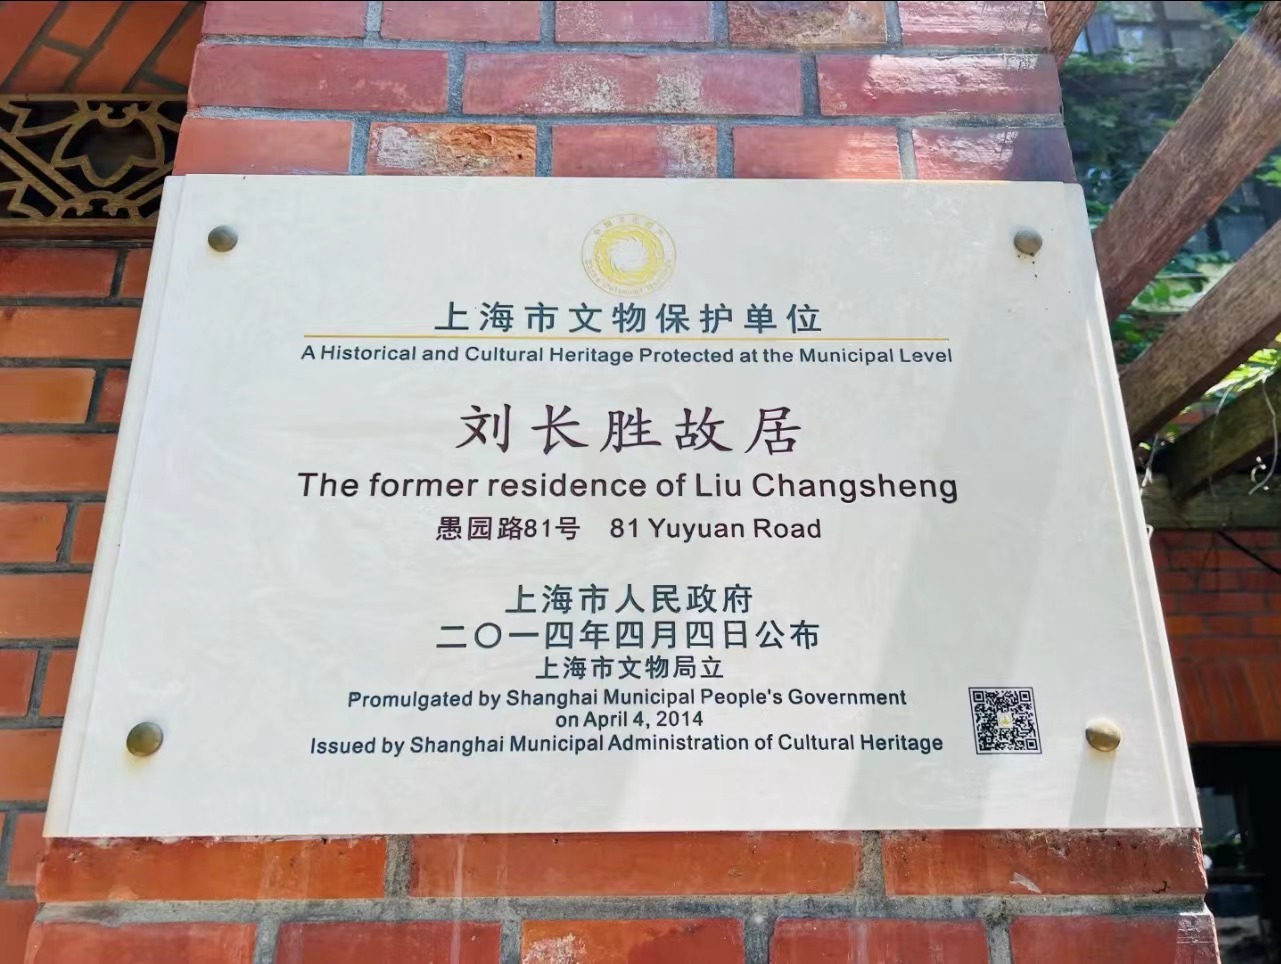 上海市文物保护单位
A Historical and Cultural Heritage Protected at the Municipal Level
刘长胜故居
The former residence of Liu Changsheng
愚园路81号 81 Yuyuan Road
上海市人民政府
二〇一四年四月四日公布
上海市文物局立
Promulgated by Shanghai Municipal People's Government
on April 4, 2014
Issued by Shanghai Municipal Administration of Cultural Heritage